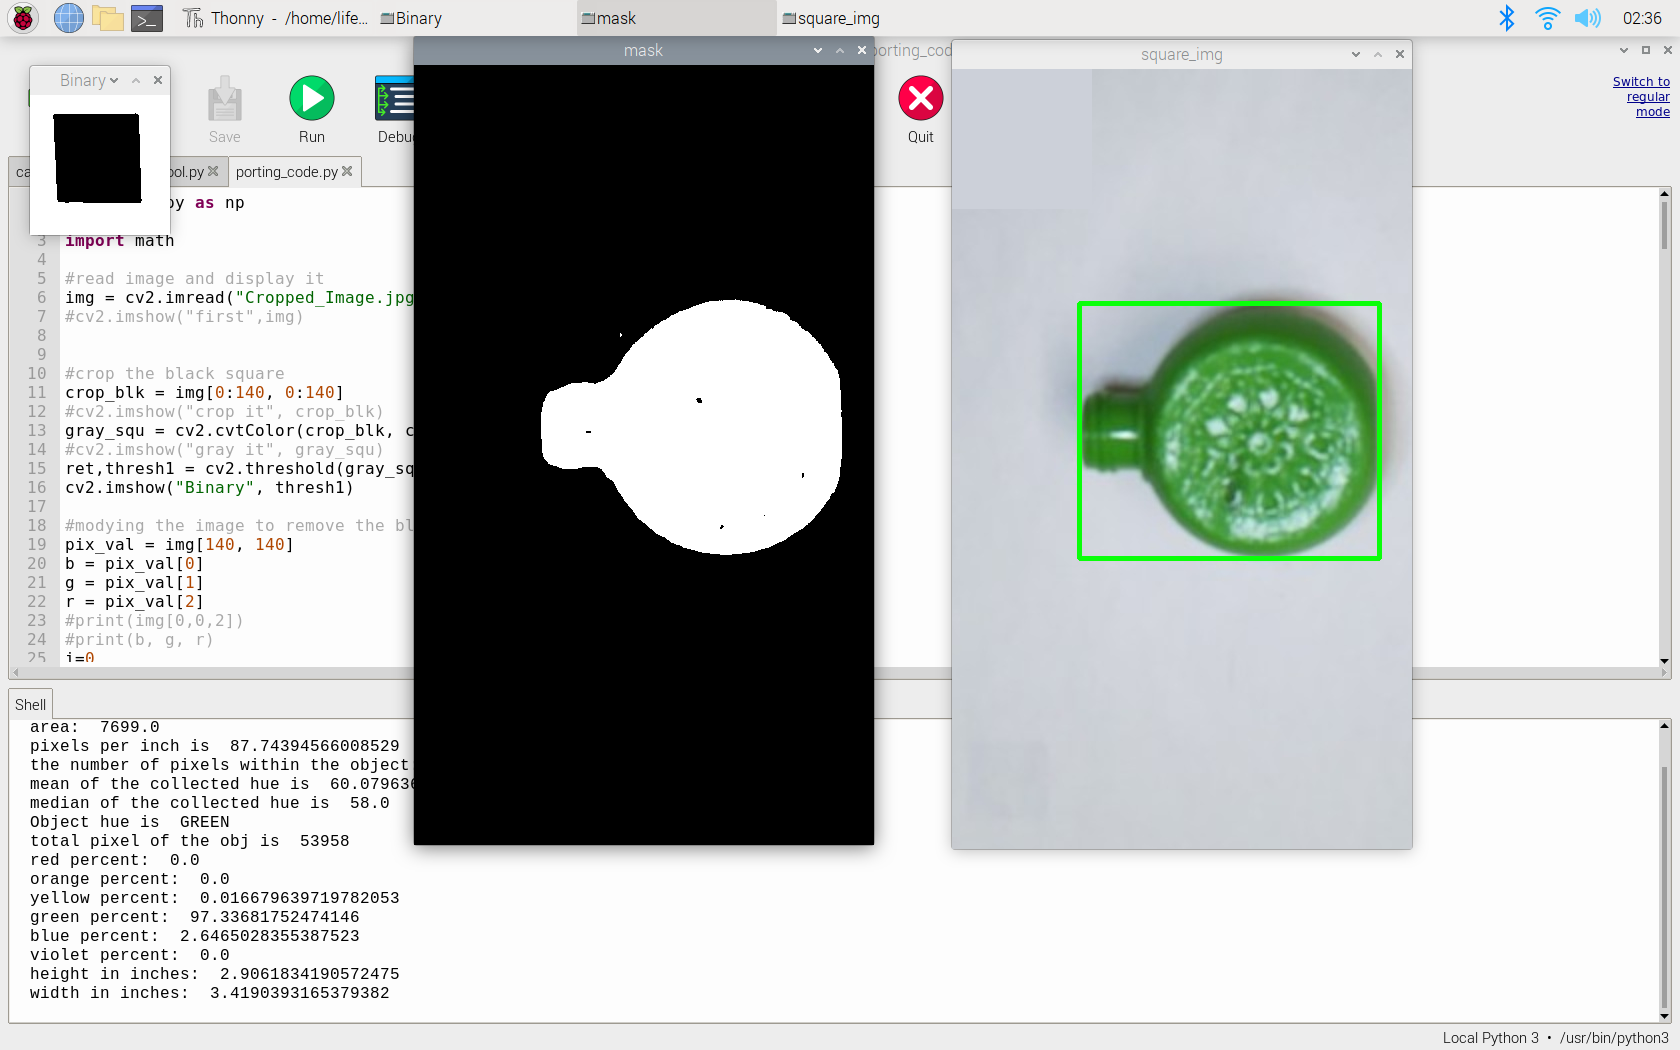 Thonny - /home/life...
Binary
mask
square_img
02:36
Binary
mask
porting_cod
square_img
Switch to
regular
mode
Save
Run
Debu
Quit
ca
ool.py
porting_code.py
py as np
3 import math
4
5 #read image and display it
6 img = cv2.imread("Cropped_Image.jpg
7 #cv2.imshow("first",img)
8
9
10 #crop the black square
11 crop_blk = img[0:140, 0:140]
12 #cv2.imshow("crop it", crop_blk)
13 gray_squ = cv2.cvtColor(crop_blk, c
14 #cv2.imshow("gray it", gray_squ)
15 ret,thresh1 = cv2.threshold(gray_sq
16 cv2.imshow("Binary", thresh1)
17
18 #modying the image to remove the bl
19 pix_val = img[140, 140]
20 b = pix_val[0]
21 g = pix_val[1]
22 r = pix_val[2]
23 #print(img[0,0,2])
24 #print(b, g, r)
25 i=0
Shell
area:  7699.0
pixels per inch is  87.74394566008529
the number of pixels within the object
mean of the collected hue is  60.079636
median of the collected hue is  58.0
Object hue is  GREEN
total pixel of the obj is  53958
red percent:  0.0
orange percent:  0.0
yellow percent:  0.016679639719782053
green percent:  97.33681752474146
blue percent:  2.6465028355387523
violet percent:  0.0
height in inches:  2.9061834190572475
width in inches:  3.4190393165379382
Local Python 3 • /usr/bin/python3